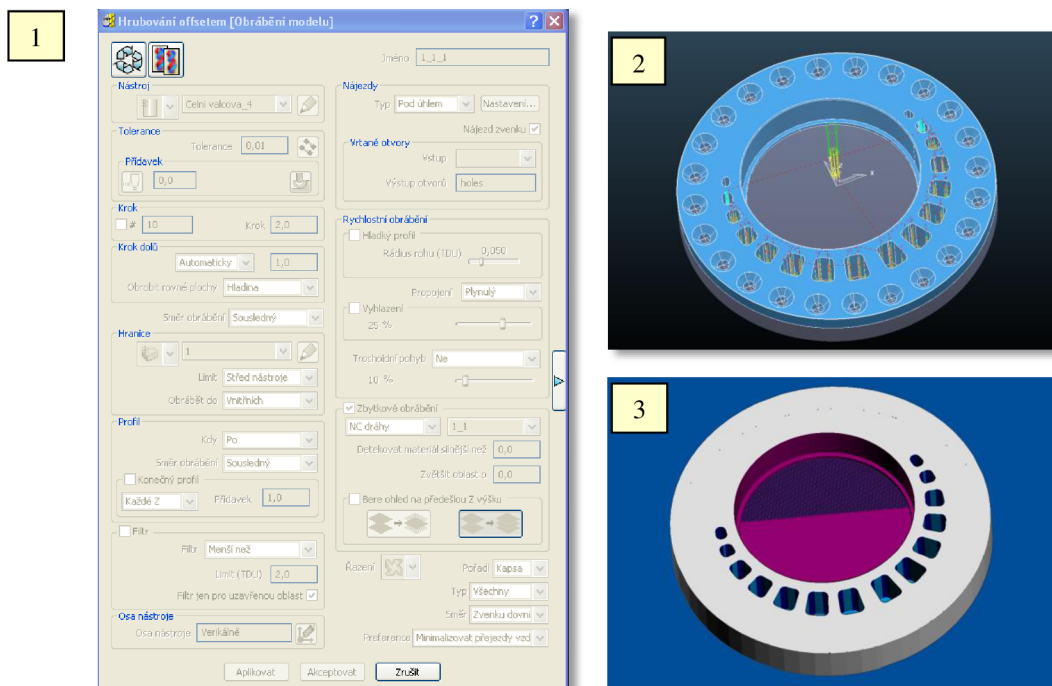 1
Hrubování offsetem [Obrábění modelu]
Jméno 1_1_1
Nástroj
Celni valcova_4
Tolerance
Tolerance 0,01
Přídavek
0,0
Krok
# 10 Krok 2,0
Krok dolů
Automaticky 1,0
Obrobit rovné plochy Hladina
Směr obrábění Sousledný
Hranice
1
Limit Střed nástroje
Obrábět do Vnitřních
Profil
Kdy Po
Směr obrábění Sousledný
Konečný profil
Každé Z Přídavek 1,0
Filtr
Filtr Menší než
Limit (TDU) 2,0
Filtr jen pro uzavřenou oblast
Osa nástroje
Osa nástroje Verikálně
Nájezdy
Typ Pod úhlem Nastavení...
Nájezd zvenku
Vrtané otvory
Vstup
Výstup otvorů holes
Rychlostní obrábění
Hladký profil
Rádius rohu (TDU) 0,050
Propojení Plynulý
Vyhlazení
25 %
Trochoidní pohyb Ne
10 %
Zbytkové obrábění
NC dráhy 1_1
Detekovat materiál silnější než 0,0
Zvětšit oblast o 0,0
Bere ohled na předešlou Z výšku
Řazení Pořadí Kapsa
Typ Všechny
Směr Zvenku dovni
Preference Minimalizovat přejezdy vzd
Aplikovat Akceptovat Zrušit
2
X
3